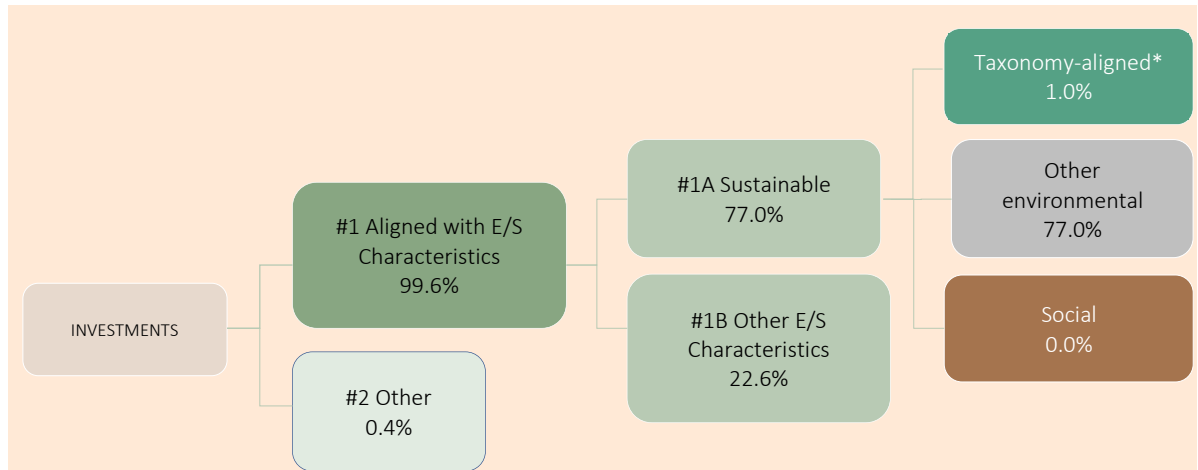 INVESTMENTS
#1 Aligned with E/S
Characteristics
99.6%
#2 Other
0.4%
#1A Sustainable
77.0%
#1B Other E/S
Characteristics
22.6%
Taxonomy-aligned*
1.0%
Other
environmental
77.0%
Social
0.0%